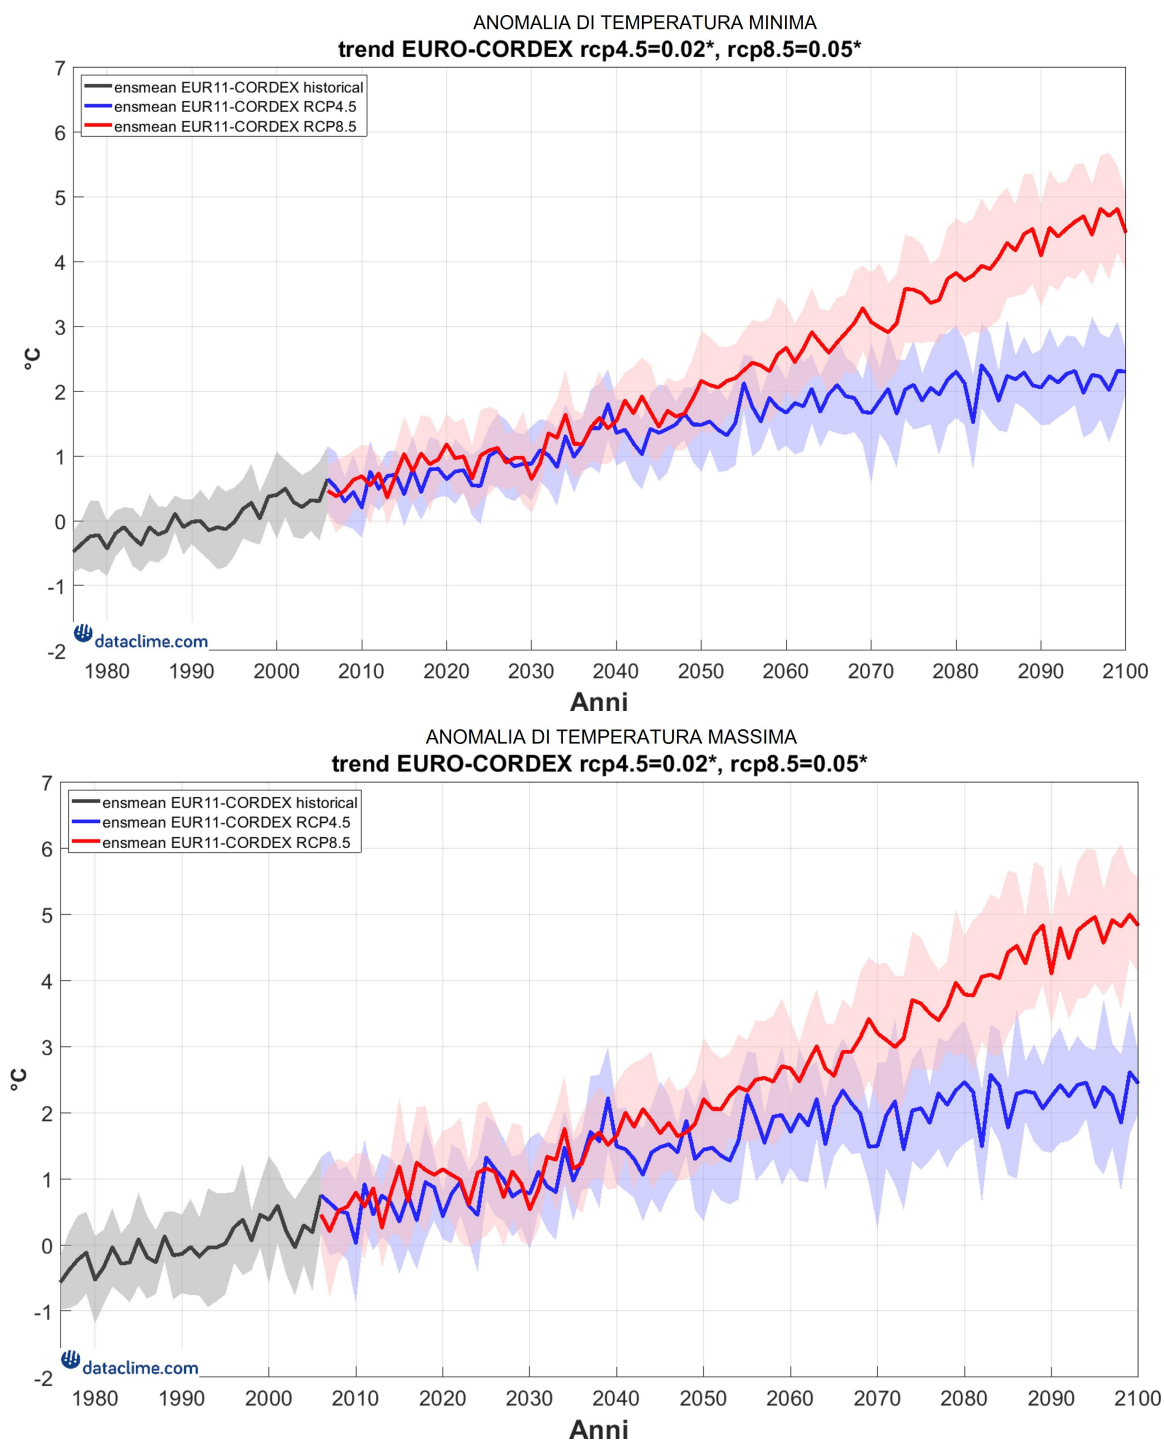 ANOMALIA DI TEMPERATURA MINIMA
trend EURO-CORDEX rcp4.5=0.02*, rcp8.5=0.05*
7
ensmean EUR11-CORDEX historical
ensmean EUR11-CORDEX RCP4.5
ensmean EUR11-CORDEX RCP8.5
6
5
4
3
°C
2
1
0
-1
dataclime.com
-2
1980 1990 2000 2010 2020 2030 2040 2050 2060 2070 2080 2090 2100
Anni
ANOMALIA DI TEMPERATURA MASSIMA
trend EURO-CORDEX rcp4.5=0.02*, rcp8.5=0.05*
7
ensmean EUR11-CORDEX historical
ensmean EUR11-CORDEX RCP4.5
ensmean EUR11-CORDEX RCP8.5
6
5
4
3
°C
2
1
0
-1
dataclime.com
-2
1980 1990 2000 2010 2020 2030 2040 2050 2060 2070 2080 2090 2100
Anni